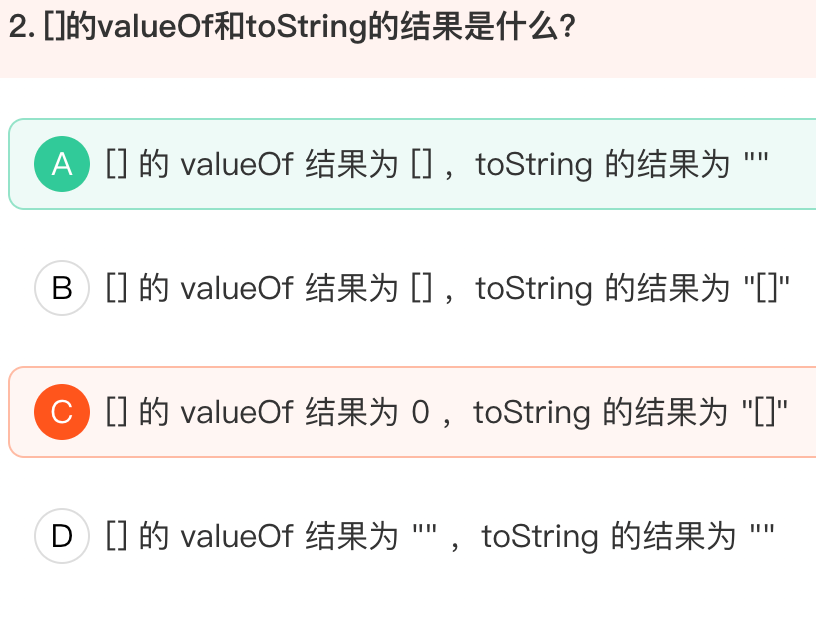 2. []的valueOf和toString的结果是什么？
A [] 的 valueOf 结果为 [] ，toString 的结果为 ""
B [] 的 valueOf 结果为 [] ，toString 的结果为 "[]"
C [] 的 valueOf 结果为 0 ，toString 的结果为 "[]"
D [] 的 valueOf 结果为 "" ，toString 的结果为 ""